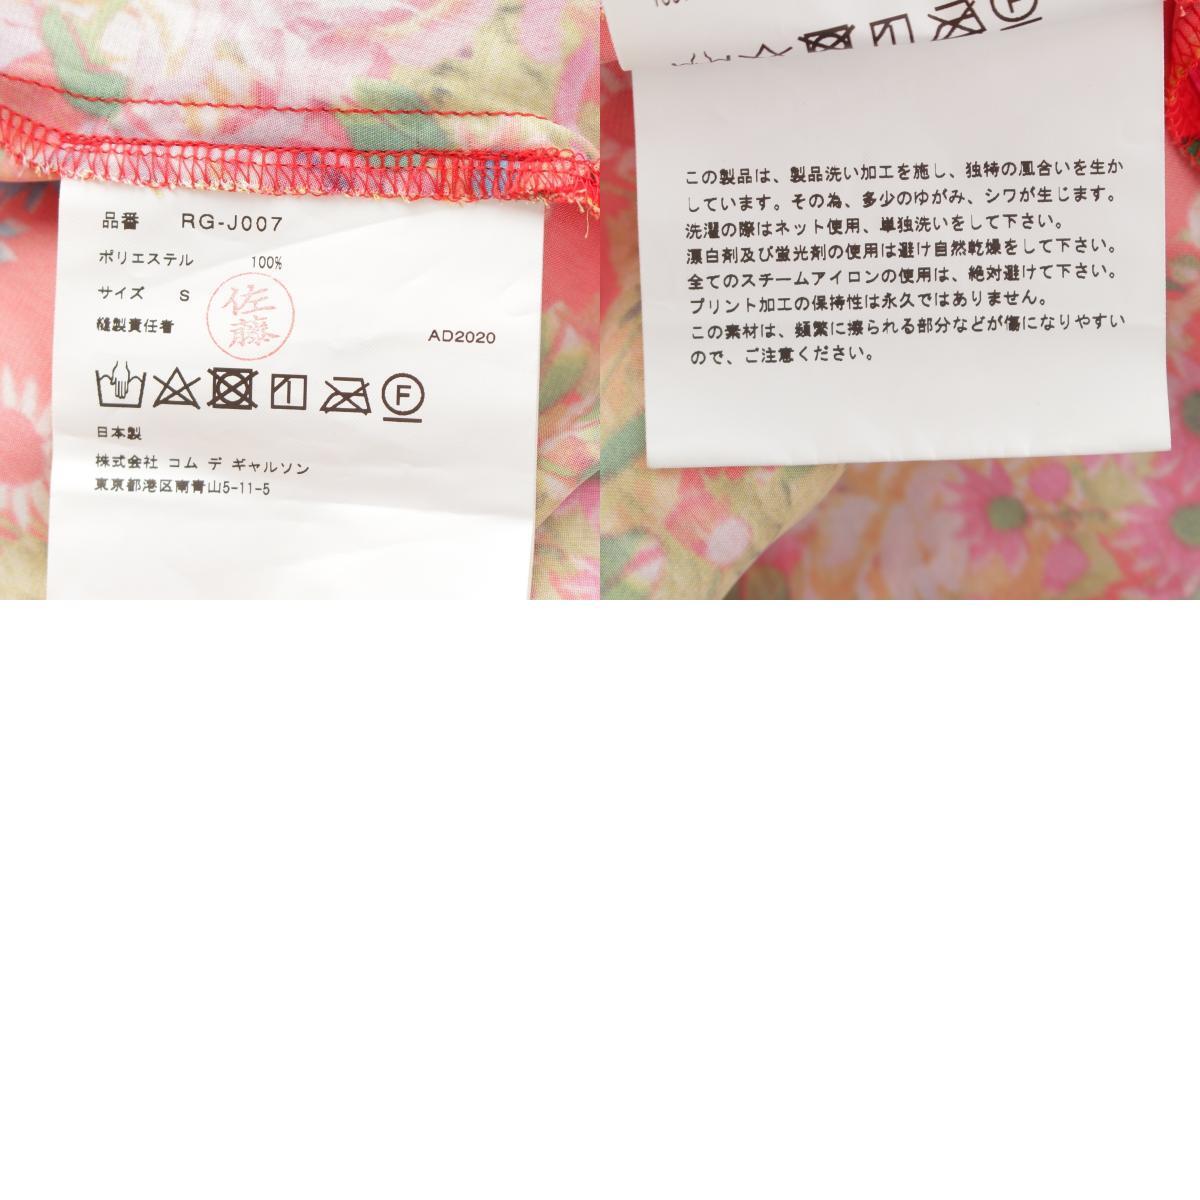 品番 RG-J007
ポリエステル 100%
サイズ S
縫製責任者 佐藤
AD2020
F
日本製
株式会社 コム デ ギャルソン
東京都港区南青山5-11-5
この製品は、製品洗い加工を施し、独特の風合いを生か
しています。その為、多少のゆがみ、シワが生じます。
洗濯の際はネット使用、単独洗いをして下さい。
漂白剤及び蛍光剤の使用は避け自然乾燥をして下さい。
全てのスチームアイロンの使用は、絶対避けて下さい。
プリント加工の保持性は永久ではありません。
この素材は、頻繁に擦られる部分などが傷になりやすい
ので、ご注意ください。